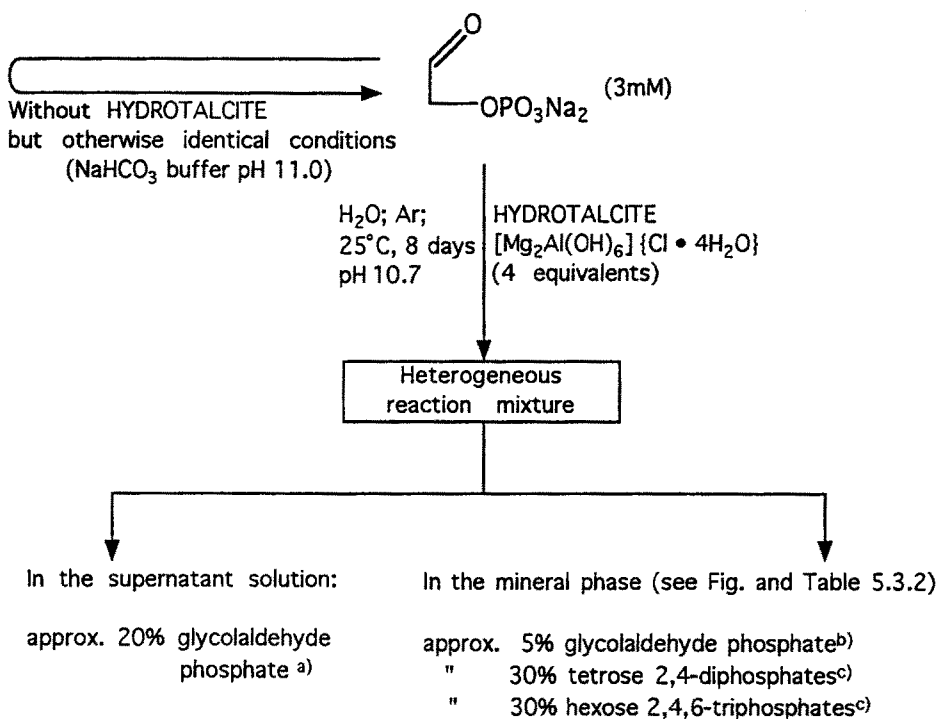 O
OPO3Na2
(3mM)
Without HYDROTALCITE
but otherwise identical conditions
(NaHCO3 buffer pH 11.0)
H2O; Ar;
25°C, 8 days
pH 10.7
HYDROTALCITE
[Mg2Al(OH)6] {Cl • 4H2O}
(4 equivalents)
Heterogeneous
reaction mixture
In the supernatant solution:
approx. 20% glycolaldehyde
phosphate a)
In the mineral phase (see Fig. and Table 5.3.2)
approx. 5% glycolaldehyde phosphateb)
" 30% tetrose 2,4-diphosphatesc)
" 30% hexose 2,4,6-triphosphatesc)